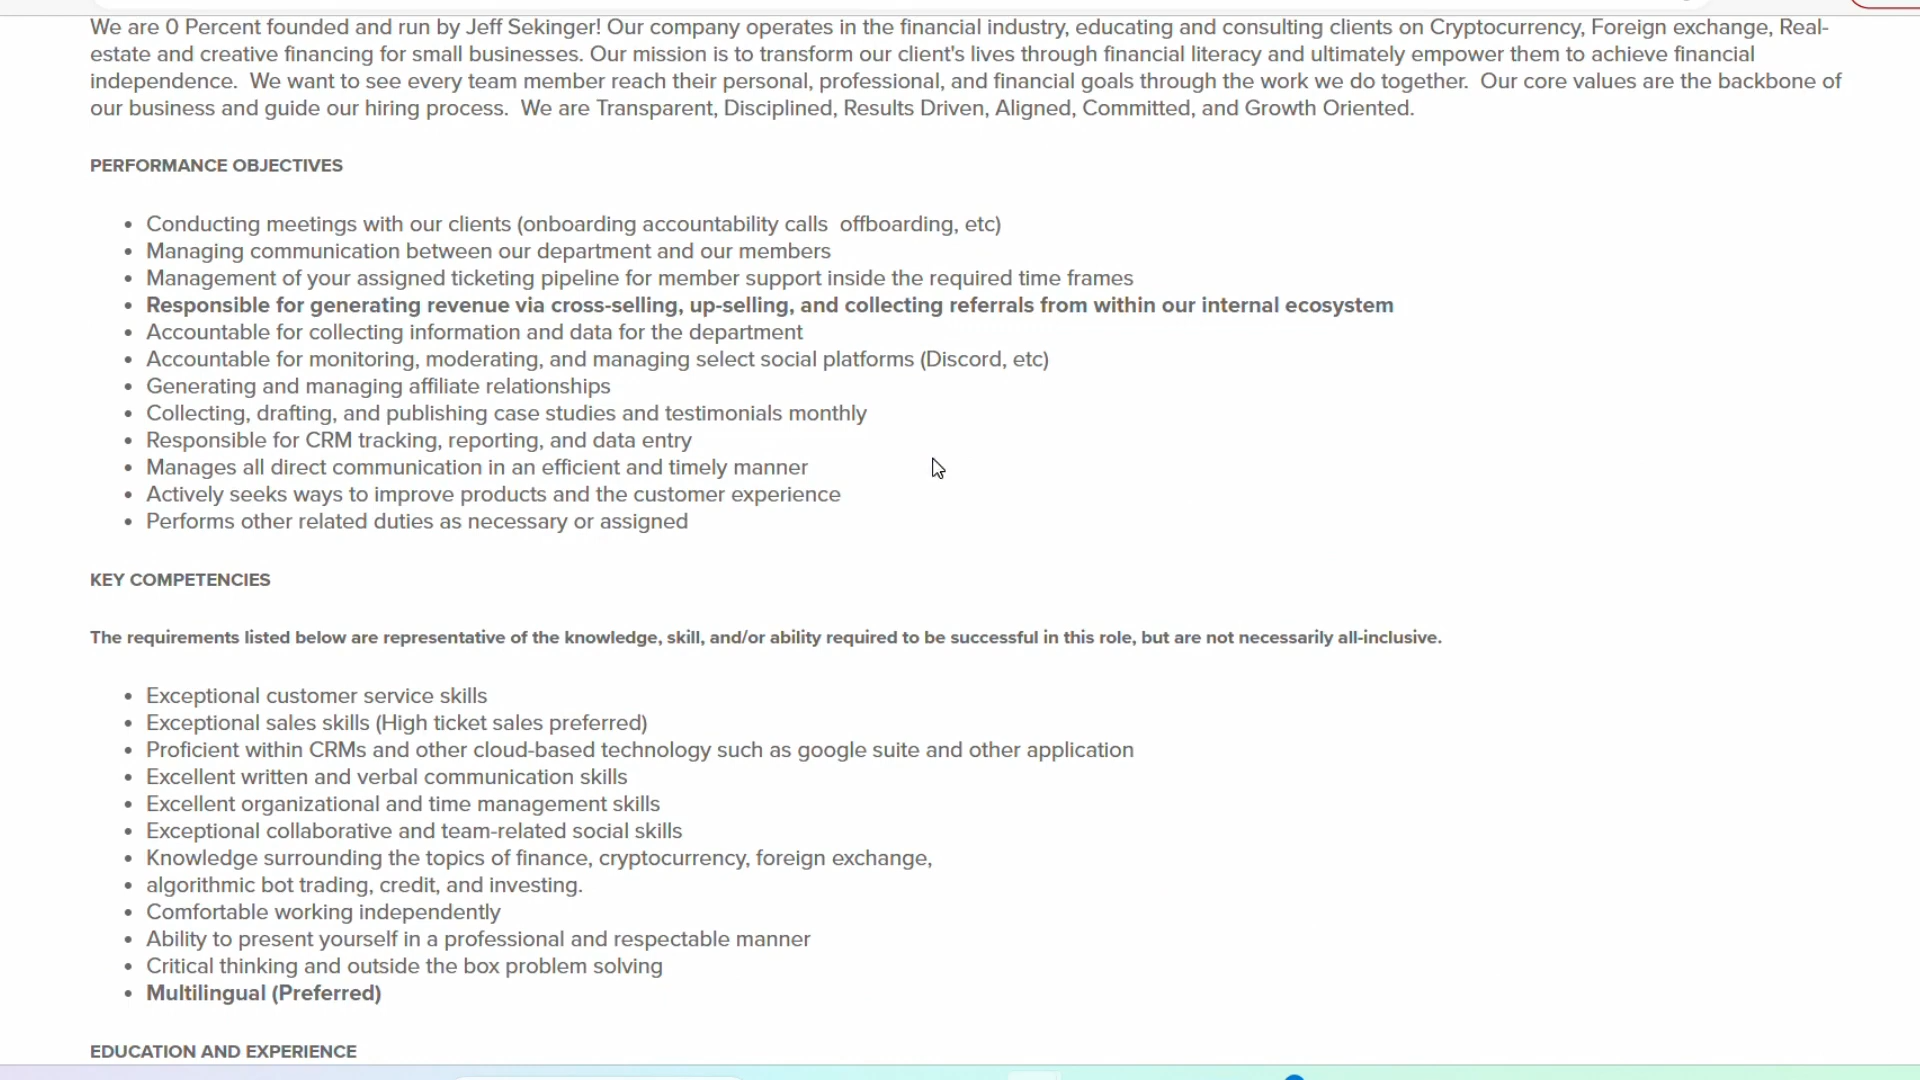 We are 0 Percent founded and run by Jeff Sekinger! Our company operates in the financial industry, educating and consulting clients on Cryptocurrency, Foreign exchange, Real-
estate and creative financing for small businesses. Our mission is to transform our client's lives through financial literacy and ultimately empower them to achieve financial
independence.  We want to see every team member reach their personal, professional, and financial goals through the work we do together.  Our core values are the backbone of
our business and guide our hiring process.  We are Transparent, Disciplined, Results Driven, Aligned, Committed, and Growth Oriented.
PERFORMANCE OBJECTIVES
• Conducting meetings with our clients (onboarding accountability calls  offboarding, etc)
• Managing communication between our department and our members
• Management of your assigned ticketing pipeline for member support inside the required time frames
• Responsible for generating revenue via cross-selling, up-selling, and collecting referrals from within our internal ecosystem
• Accountable for collecting information and data for the department
• Accountable for monitoring, moderating, and managing select social platforms (Discord, etc)
• Generating and managing affiliate relationships
• Collecting, drafting, and publishing case studies and testimonials monthly
• Responsible for CRM tracking, reporting, and data entry
• Manages all direct communication in an efficient and timely manner
• Actively seeks ways to improve products and the customer experience
• Performs other related duties as necessary or assigned
KEY COMPETENCIES
The requirements listed below are representative of the knowledge, skill, and/or ability required to be successful in this role, but are not necessarily all-inclusive.
• Exceptional customer service skills
• Exceptional sales skills (High ticket sales preferred)
• Proficient within CRMs and other cloud-based technology such as google suite and other application
• Excellent written and verbal communication skills
• Excellent organizational and time management skills
• Exceptional collaborative and team-related social skills
• Knowledge surrounding the topics of finance, cryptocurrency, foreign exchange,
• algorithmic bot trading, credit, and investing.
• Comfortable working independently
• Ability to present yourself in a professional and respectable manner
• Critical thinking and outside the box problem solving
• Multilingual (Preferred)
EDUCATION AND EXPERIENCE